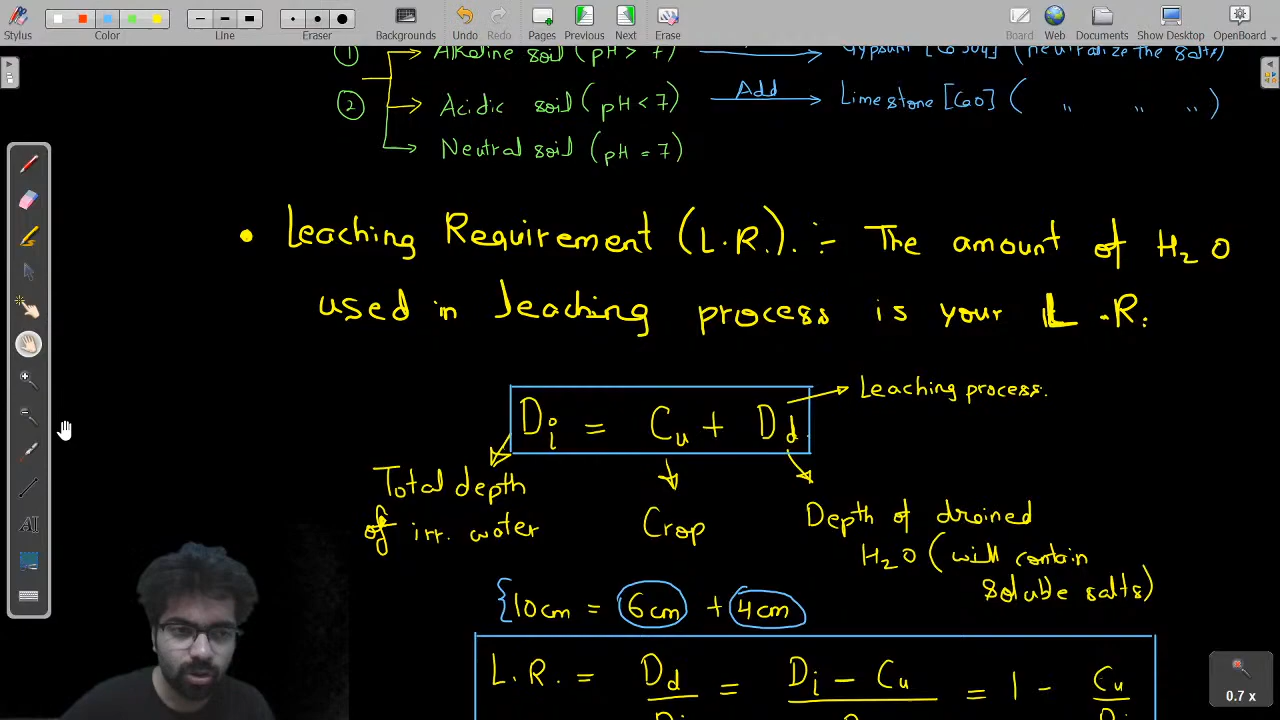 Stylus Color Line Eraser Backgrounds Undo Redo Pages Previous Next Erase Board Web Documents Show Desktop OpenBoard
① Alkaline soil (pH > 7) Gypsum (neutralize the salts)
② Acidic soil (pH < 7) Add Limestone [CaO] ( " " ")
Neutral soil (pH = 7)
• Leaching Requirement (L.R.) :- The amount of H₂O
used in leaching process is your L.R.
Leaching process.
Di = Cu + Dd
Total depth
of irr. water
Crop
Depth of drained
H₂O (will contain
soluble salts)
{10cm = 6cm + 4cm
L.R. = Dd = Di - Cu = 1 - Cu
Di Di
AI
0.7 x